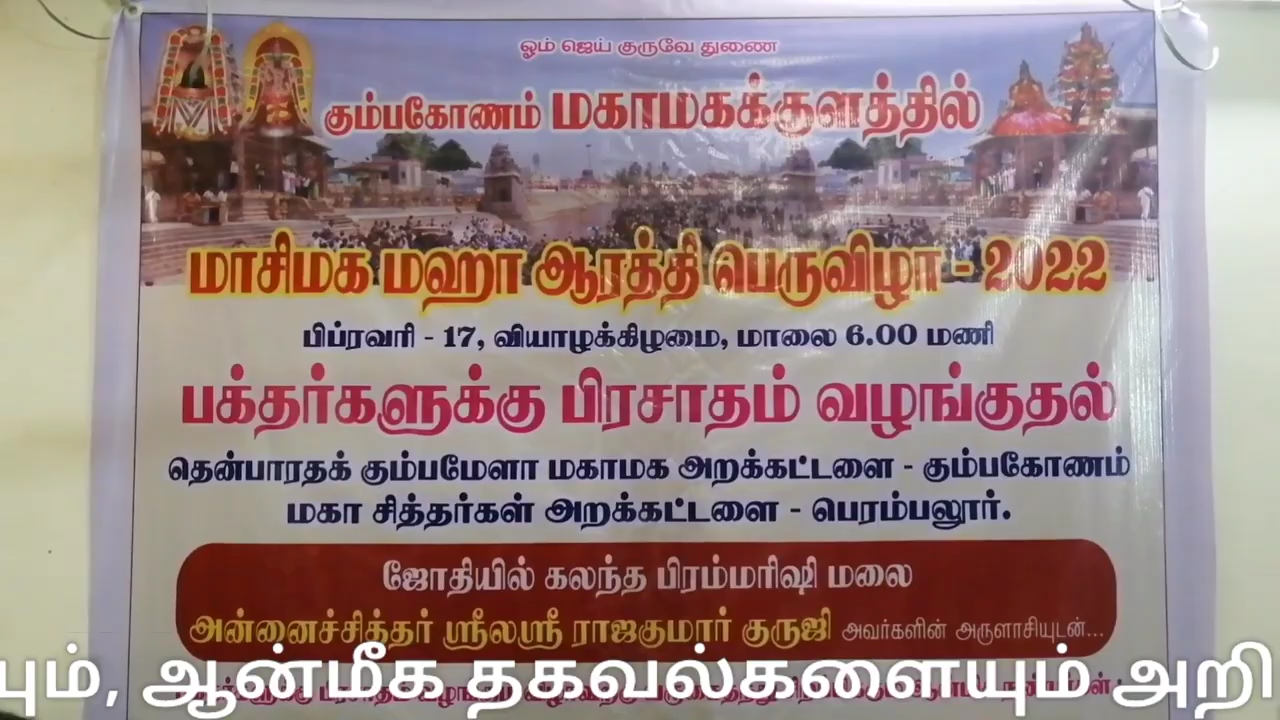 ஓம் ஜெய் குருவே துணை
கும்பகோணம் மகாமகக்குளத்தில்
மாசிமக மஹா ஆரத்தி பெருவிழா - 2022
பிப்ரவரி - 17, வியாழக்கிழமை, மாலை 6.00 மணி
பக்தர்களுக்கு பிரசாதம் வழங்குதல்
தென்பாரதக் கும்பமேளா மகாமக அறக்கட்டளை - கும்பகோணம்
மகா சித்தர்கள் அறக்கட்டளை - பெரம்பலூர்.
ஜோதியில் கலந்த பிரம்மரிஷி மலை
அன்னைச்சித்தர் ஸ்ரீலஸ்ரீ ராஜகுமார் குருஜி அவர்களின் அருளாசியுடன்...
யும், ஆன்மீக தகவல்களையும் அறி